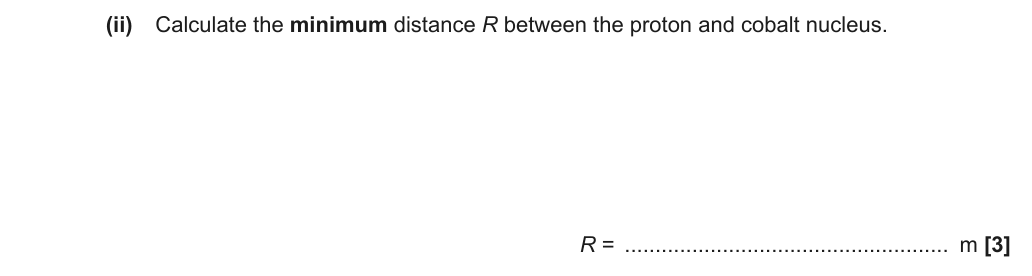 (ii) Calculate the minimum distance R between the proton and cobalt nucleus.
R = .................................................... m [3]